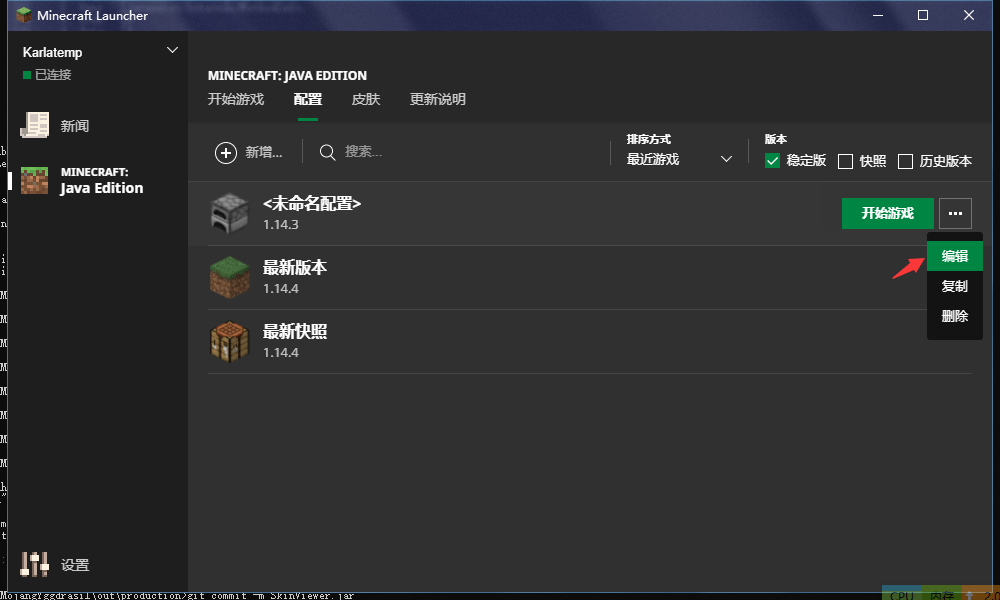 Minecraft Launcher
Karlatemp
已连接
新闻
MINECRAFT:
Java Edition
设置
MINECRAFT: JAVA EDITION
开始游戏 配置 皮肤 更新说明
新增... 搜索...
排序方式
最近游戏
版本
稳定版 快照 历史版本
<未命名配置>
1.14.3
开始游戏 ...
编辑
复制
删除
最新版本
1.14.4
最新快照
1.14.4
MojangYggdrasil\out\production>git commit -m SkinViewer.jar
CPU 内存